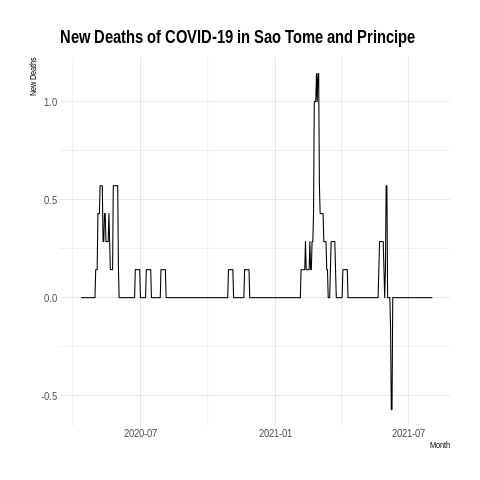 New Deaths of COVID-19 in Sao Tome and Principe
New Deaths
1.0
0.5
0.0
-0.5
2020-07
2021-01
2021-07
Month